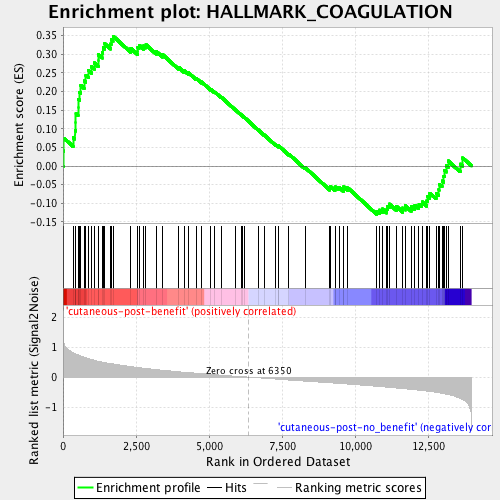 Enrichment plot: HALLMARK_COAGULATION
Enrichment score (ES)
0.35
0.30
0.25
0.20
0.15
0.10
0.05
0.00
-0.05
-0.10
-0.15
'cutaneous-post-benefit' (positively correlated)
Ranked list metric (Signal2Noise)
2
1
0
-1
Zero cross at 6350
'cutaneous-post-no_benefit' (negatively cor
0
2,500
5,000
7,500
10,000
12,500
Rank in Ordered Dataset
Enrichment profile
Hits
Ranking metric scores